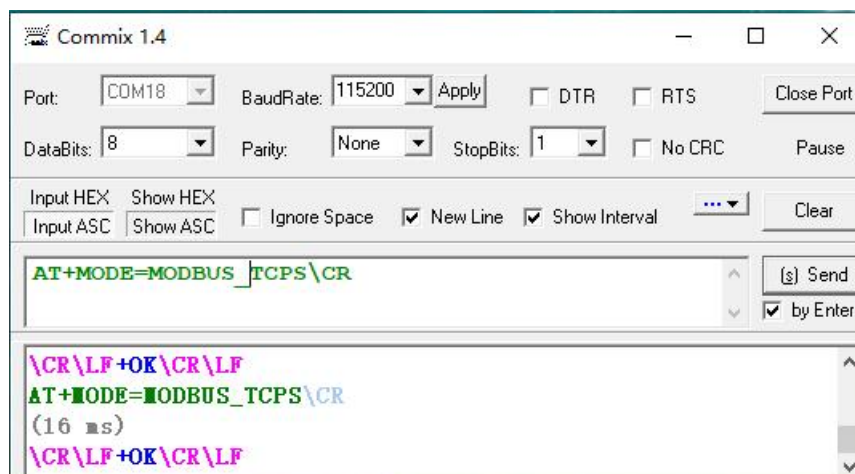 Commix 1.4
Port: COM18 BaudRate: 115200 Apply DTR RTS Close Port
DataBits: 8 Parity: None StopBits: 1 No CRC Pause
Input HEX Show HEX
Input ASC Show ASC Ignore Space New Line Show Interval ... Clear
AT+MODE=MODBUS_TCPS\CR (s) Send
by Enter
\CR\LF+OK\CR\LF
AT+MODE=MODBUS_TCPS\CR
(16 ms)
\CR\LF+OK\CR\LF